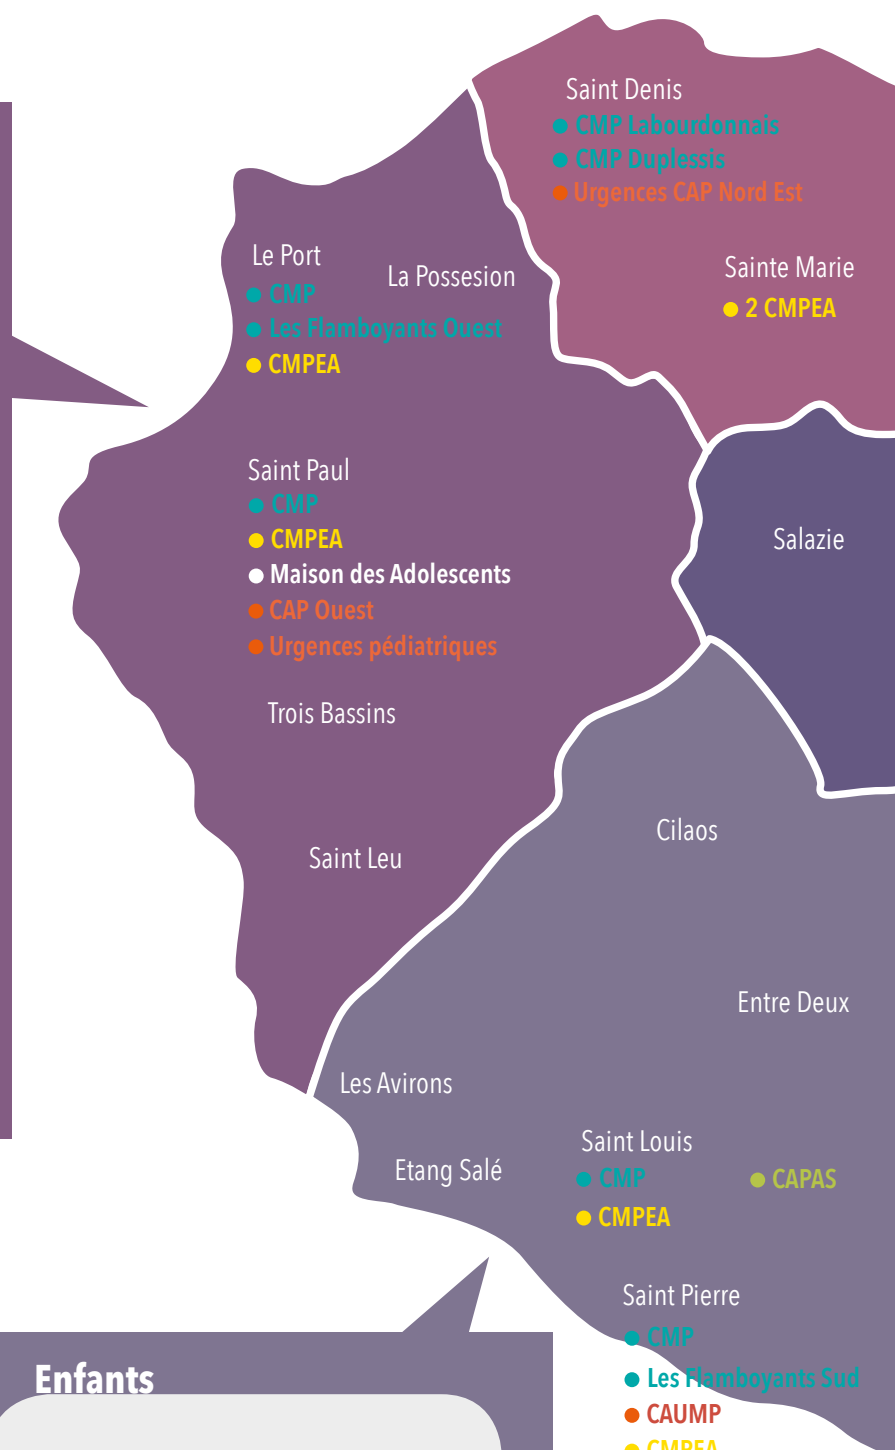 Saint Denis
CMP Labourdonnais
CMP Duplessis
Urgences CAP Nord Est
Sainte Marie
2 CMPEA
Le Port
La Possesion
CMP
Les Flamboyants Ouest
CMPEA
Saint Paul
CMP
CMPEA
Maison des Adolescents
CAP Ouest
Urgences pédiatriques
Salazie
Trois Bassins
Saint Leu
Cilaos
Entre Deux
Les Avirons
Etang Salé
Saint Louis
CMP
CAPAS
CMPEA
Saint Pierre
CMP
Les Flamboyants Sud
CAUMP
CMPEA
Enfants